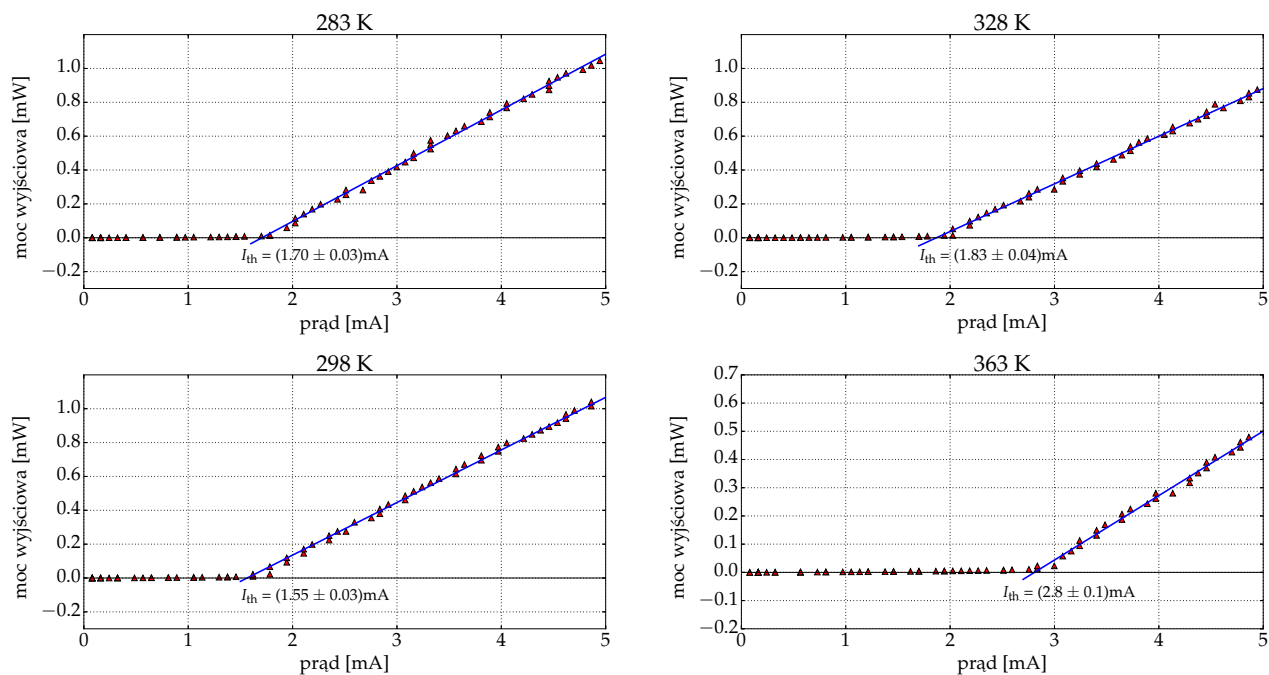 283 K
moc wyjściowa [mW]
1.0
0.8
0.6
0.4
0.2
0.0
−0.2
I_th = (1.70 ± 0.03)mA
0 1 2 3 4 5
prąd [mA]
328 K
moc wyjściowa [mW]
1.0
0.8
0.6
0.4
0.2
0.0
−0.2
I_th = (1.83 ± 0.04)mA
0 1 2 3 4 5
prąd [mA]
298 K
moc wyjściowa [mW]
1.0
0.8
0.6
0.4
0.2
0.0
−0.2
I_th = (1.55 ± 0.03)mA
0 1 2 3 4 5
prąd [mA]
363 K
moc wyjściowa [mW]
0.7
0.6
0.5
0.4
0.3
0.2
0.1
0.0
−0.1
−0.2
I_th = (2.8 ± 0.1)mA
0 1 2 3 4 5
prąd [mA]